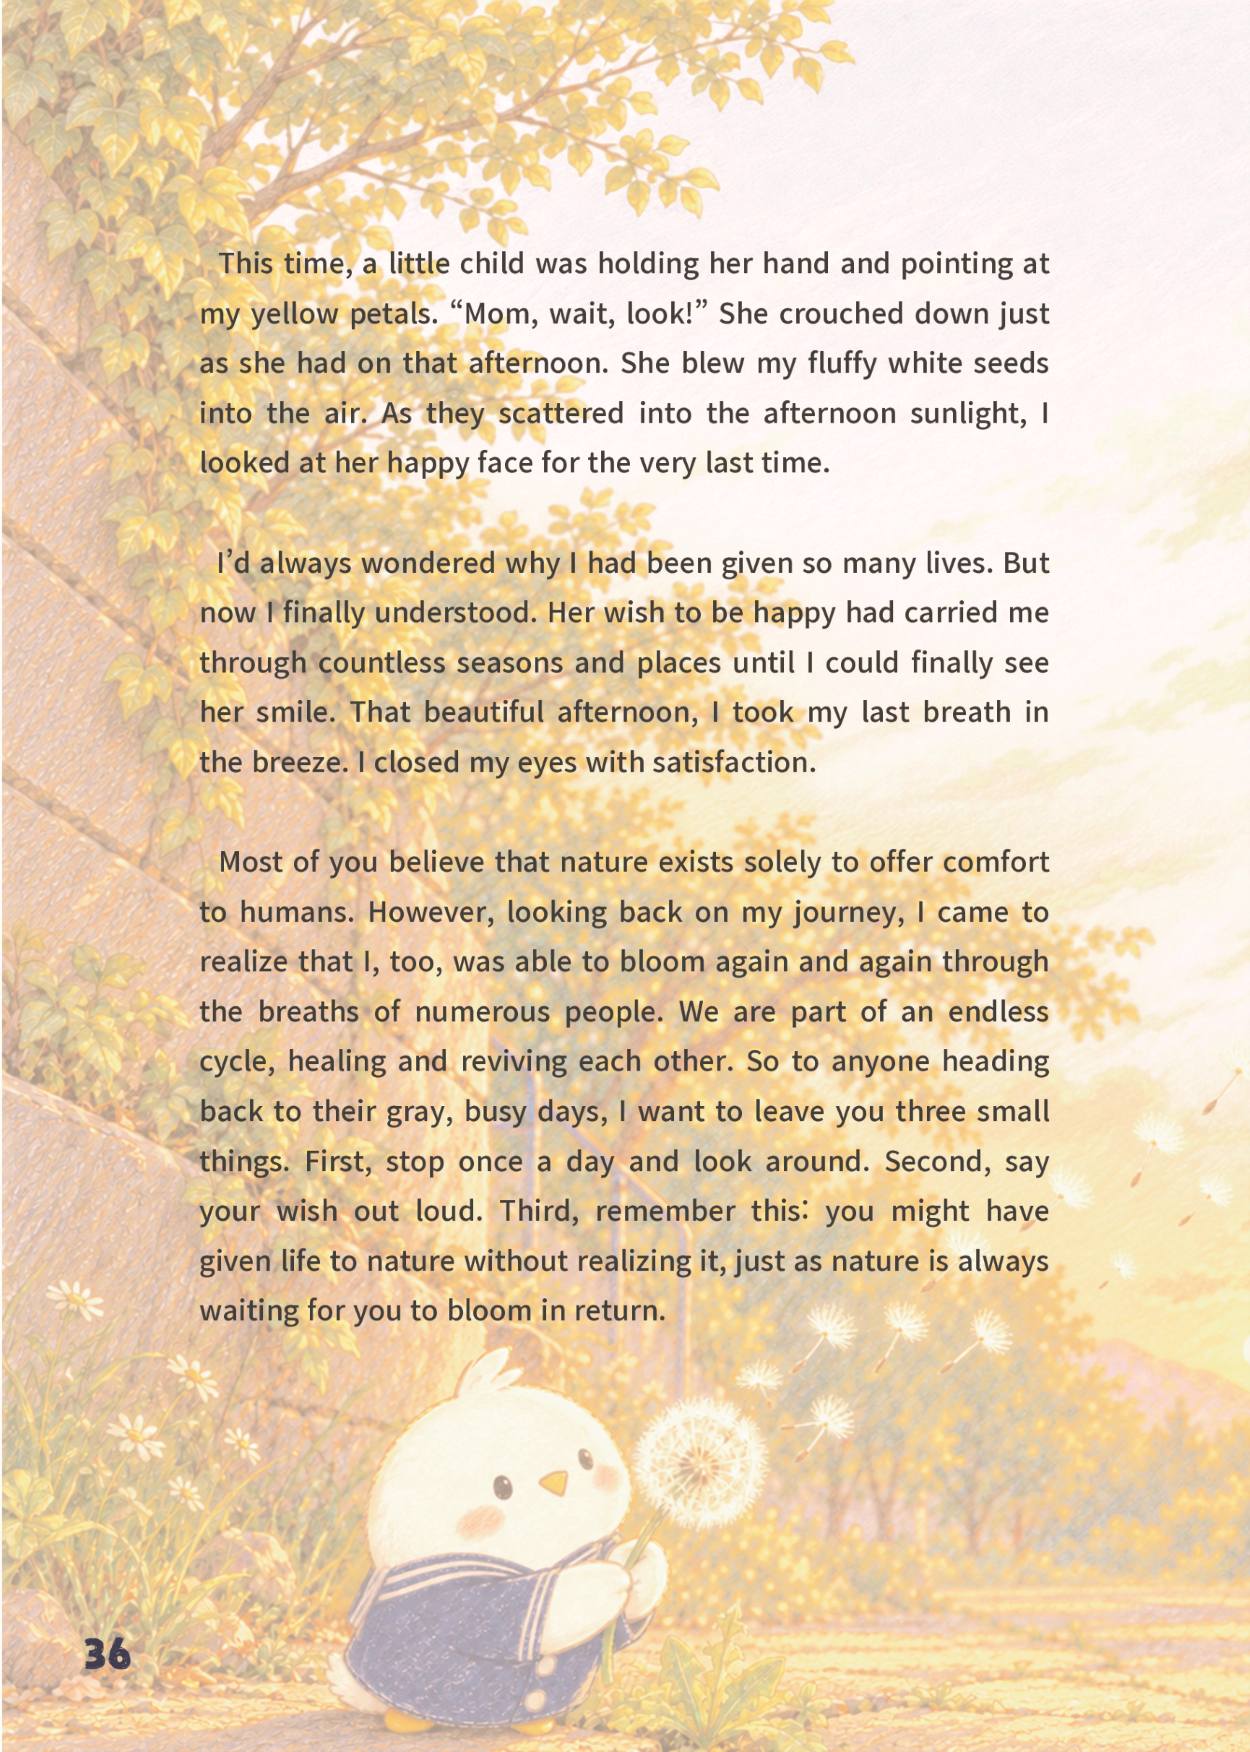 This time, a little child was holding her hand and pointing at
my yellow petals. “Mom, wait, look!” She crouched down just
as she had on that afternoon. She blew my fluffy white seeds
into the air. As they scattered into the afternoon sunlight, I
looked at her happy face for the very last time.
I’d always wondered why I had been given so many lives. But
now I finally understood. Her wish to be happy had carried me
through countless seasons and places until I could finally see
her smile. That beautiful afternoon, I took my last breath in
the breeze. I closed my eyes with satisfaction.
Most of you believe that nature exists solely to offer comfort
to humans. However, looking back on my journey, I came to
realize that I, too, was able to bloom again and again through
the breaths of numerous people. We are part of an endless
cycle, healing and reviving each other. So to anyone heading
back to their gray, busy days, I want to leave you three small
things. First, stop once a day and look around. Second, say
your wish out loud. Third, remember this: you might have
given life to nature without realizing it, just as nature is always
waiting for you to bloom in return.
36